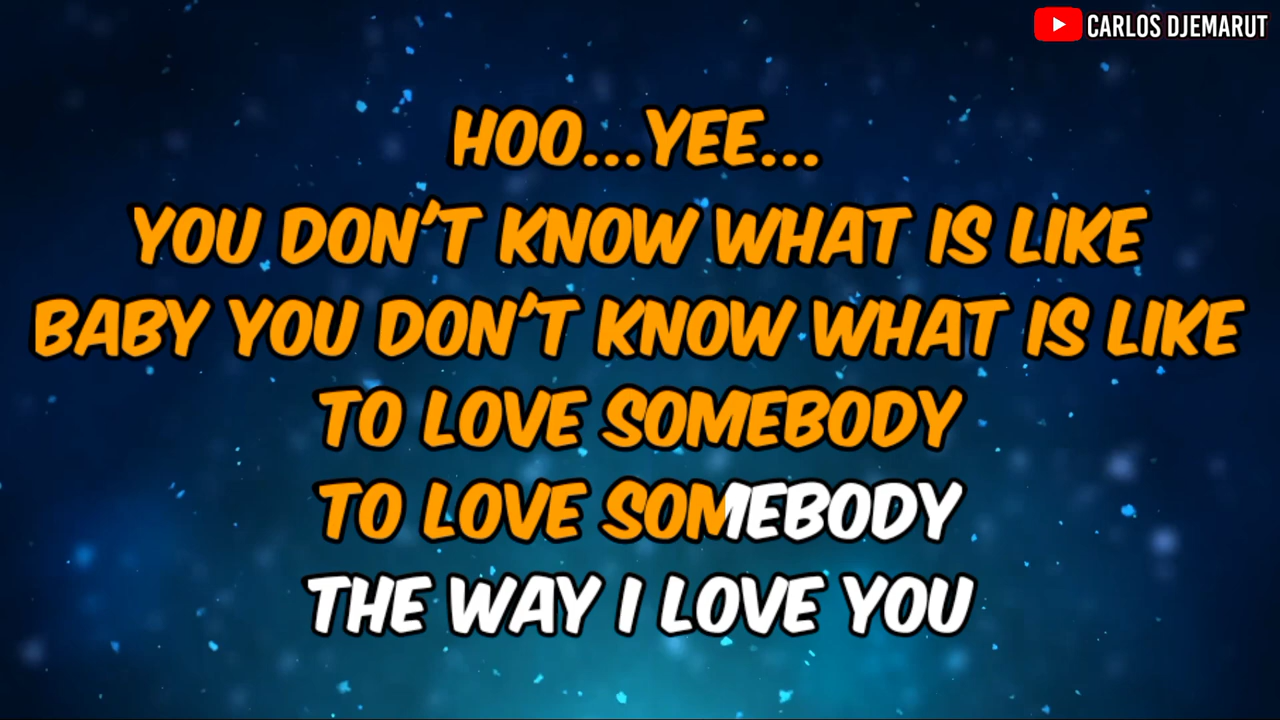 CARLOS DJEMARUT
HOO...YEE...
YOU DON'T KNOW WHAT IS LIKE
BABY YOU DON'T KNOW WHAT IS LIKE
TO LOVE SOMEBODY
TO LOVE SOMEBODY
THE WAY I LOVE YOU